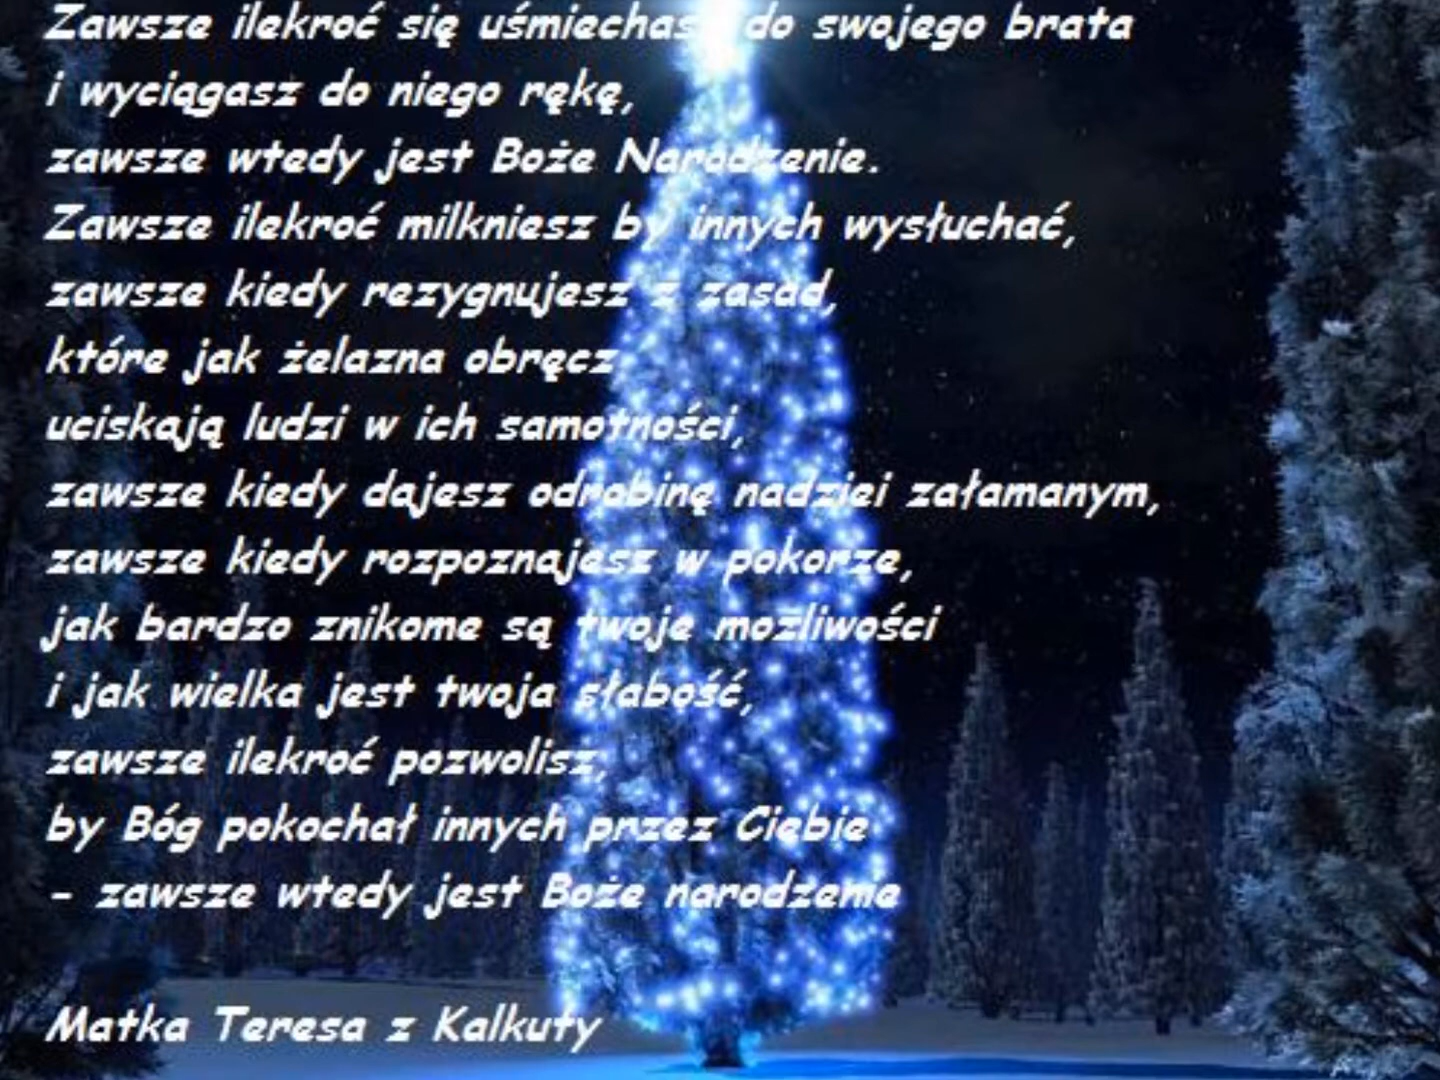 Zawsze ilekroć się uśmiechasz do swojego brata
i wyciągasz do niego rękę,
zawsze wtedy jest Boże Narodzenie.
Zawsze ilekroć milkniesz by innych wysłuchać,
zawsze kiedy rezygnujesz z zasad,
które jak żelazna obręcz
uciskają ludzi w ich samotności,
zawsze kiedy dajesz odrobinę nadziei załamanym,
zawsze kiedy rozpoznajesz w pokorze,
jak bardzo znikome są twoje możliwości
i jak wielka jest twoja słabość,
zawsze ilekroć pozwolisz,
by Bóg pokochał innych przez Ciebie
- zawsze wtedy jest Boże narodzenie
Matka Teresa z Kalkuty